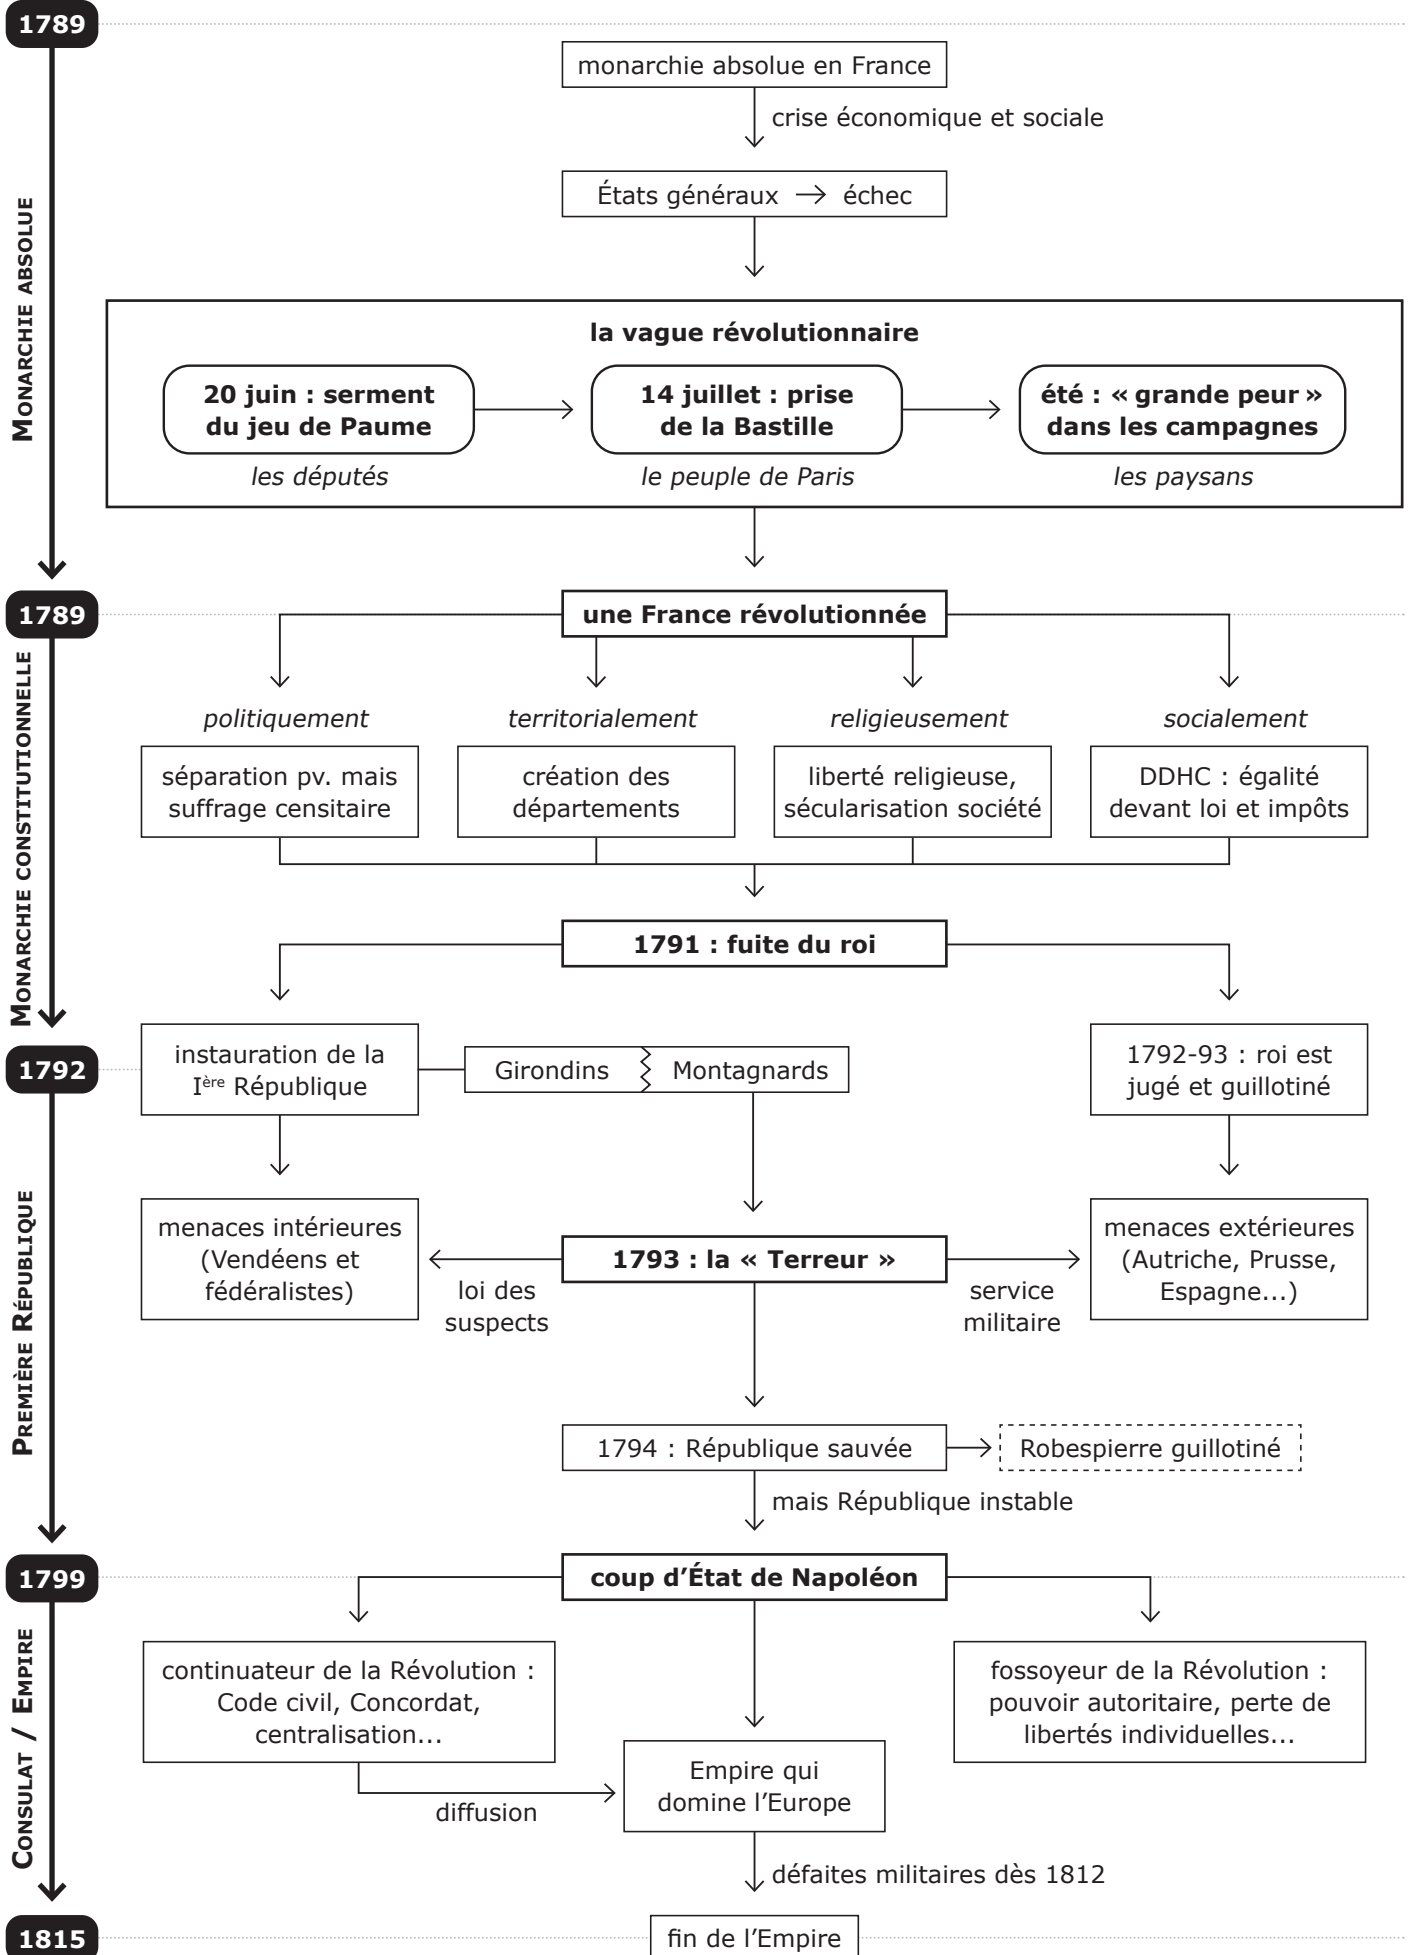 1789
monarchie absolue en France
crise économique et sociale
États généraux → échec
MONARCHIE ABSOLUE
la vague révolutionnaire
20 juin : serment
du jeu de Paume
les députés
14 juillet : prise
de la Bastille
le peuple de Paris
été : « grande peur »
dans les campagnes
les paysans
1789
une France révolutionnée
MONARCHIE CONSTITUTIONNELLE
politiquement
séparation pv. mais
suffrage censitaire
territorialement
création des
départements
religieusement
liberté religieuse,
sécularisation société
socialement
DDHC : égalité
devant loi et impôts
1791 : fuite du roi
1792
instauration de la
Ière République
Girondins
Montagnards
1792-93 : roi est
jugé et guillotiné
PREMIÈRE RÉPUBLIQUE
menaces intérieures
(Vendéens et
fédéralistes)
loi des
suspects
1793 : la « Terreur »
service
militaire
menaces extérieures
(Autriche, Prusse,
Espagne...)
1794 : République sauvée
Robespierre guillotiné
mais République instable
1799
coup d’État de Napoléon
CONSULAT / EMPIRE
continuateur de la Révolution :
Code civil, Concordat,
centralisation...
fossoyeur de la Révolution :
pouvoir autoritaire, perte de
libertés individuelles...
diffusion
Empire qui
domine l’Europe
défaites militaires dès 1812
1815
fin de l’Empire